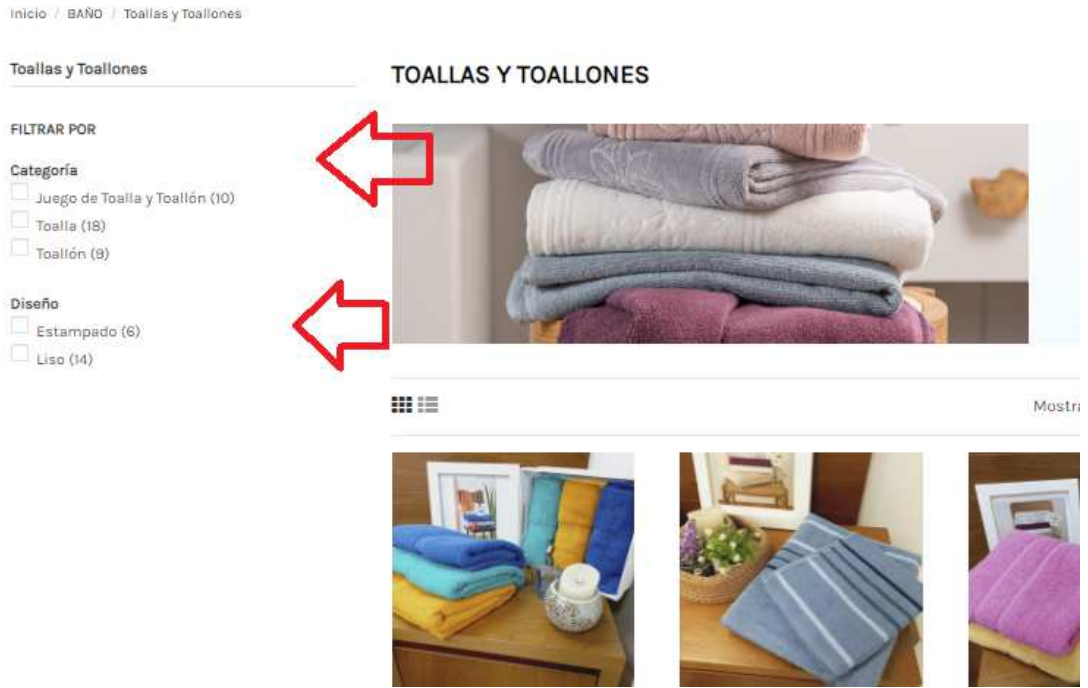 Inicio / BAÑO / Toallas y Toallones
Toallas y Toallones
FILTRAR POR
Categoría
Juego de Toalla y Toallón (10)
Toalla (18)
Toallón (9)
Diseño
Estampado (6)
Liso (14)
TOALLAS Y TOALLONES
Mostra